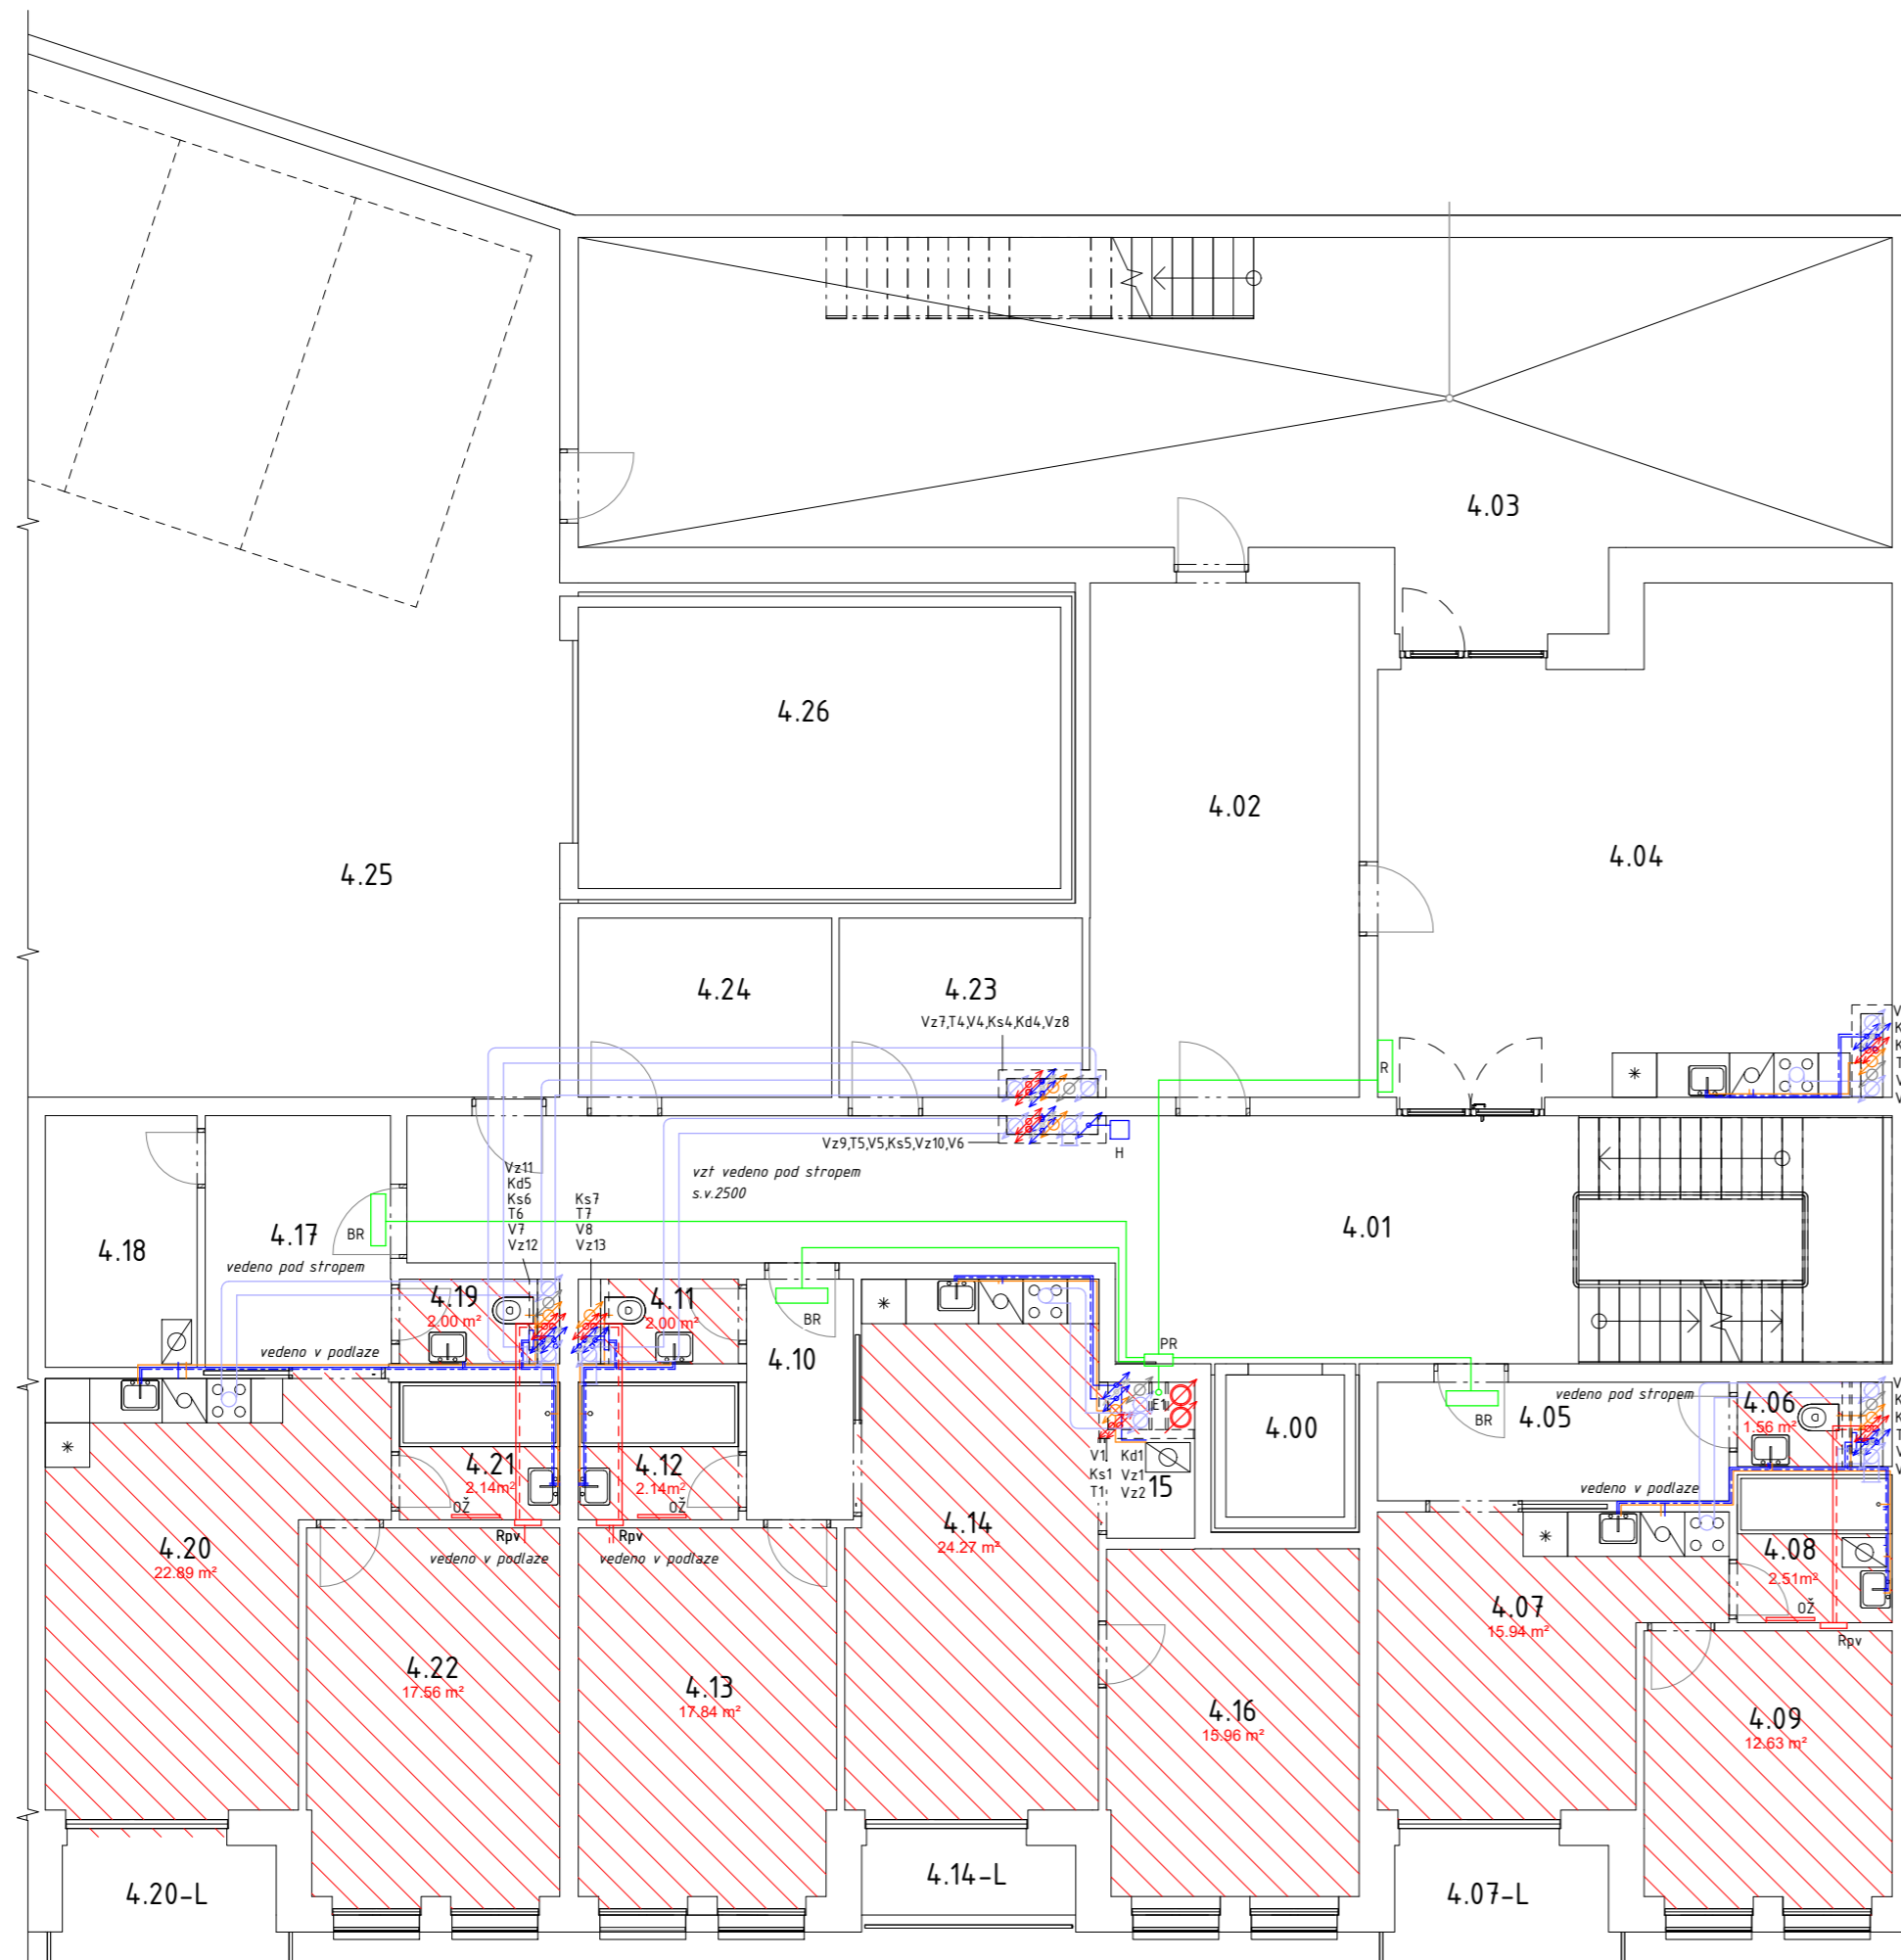 4.03
4.26
4.02
4.04
4.25
4.24
4.23
Vz7,T4,V4,Ks4,Kd4,Vz8
R
*
V
K
K
T
V
V
Vz9,T5,V5,Ks5,Vz10,V6
H
vzt vedeno pod stropem
s.v.2500
Vz11
Kd5
Ks6
T6
V7
Vz12
Ks7
T7
V8
Vz13
4.18
4.17
BR
vedeno pod stropem
4.01
4.19
2.00 m²
4.11
2.00 m²
BR
4.10
*
PR
vedeno v podlaze
E1
4.00
BR
4.05
vedeno pod stropem
4.06
1.56 m²
V
K
K
T
V
V
*
4.21
2.14m²
OŽ
4.12
2.14m²
OŽ
V1
Ks1
T1
Kd1
Vz1
Vz2
15
vedeno v podlaze
*
4.20
22.89 m²
Rpv
vedeno v podlaze
Rpv
vedeno v podlaze
4.14
24.27 m²
4.08
2.51m²
OŽ
4.07
15.94 m²
Rpv
4.22
17.56 m²
4.13
17.84 m²
4.16
15.96 m²
4.09
12.63 m²
4.20-L
4.14-L
4.07-L